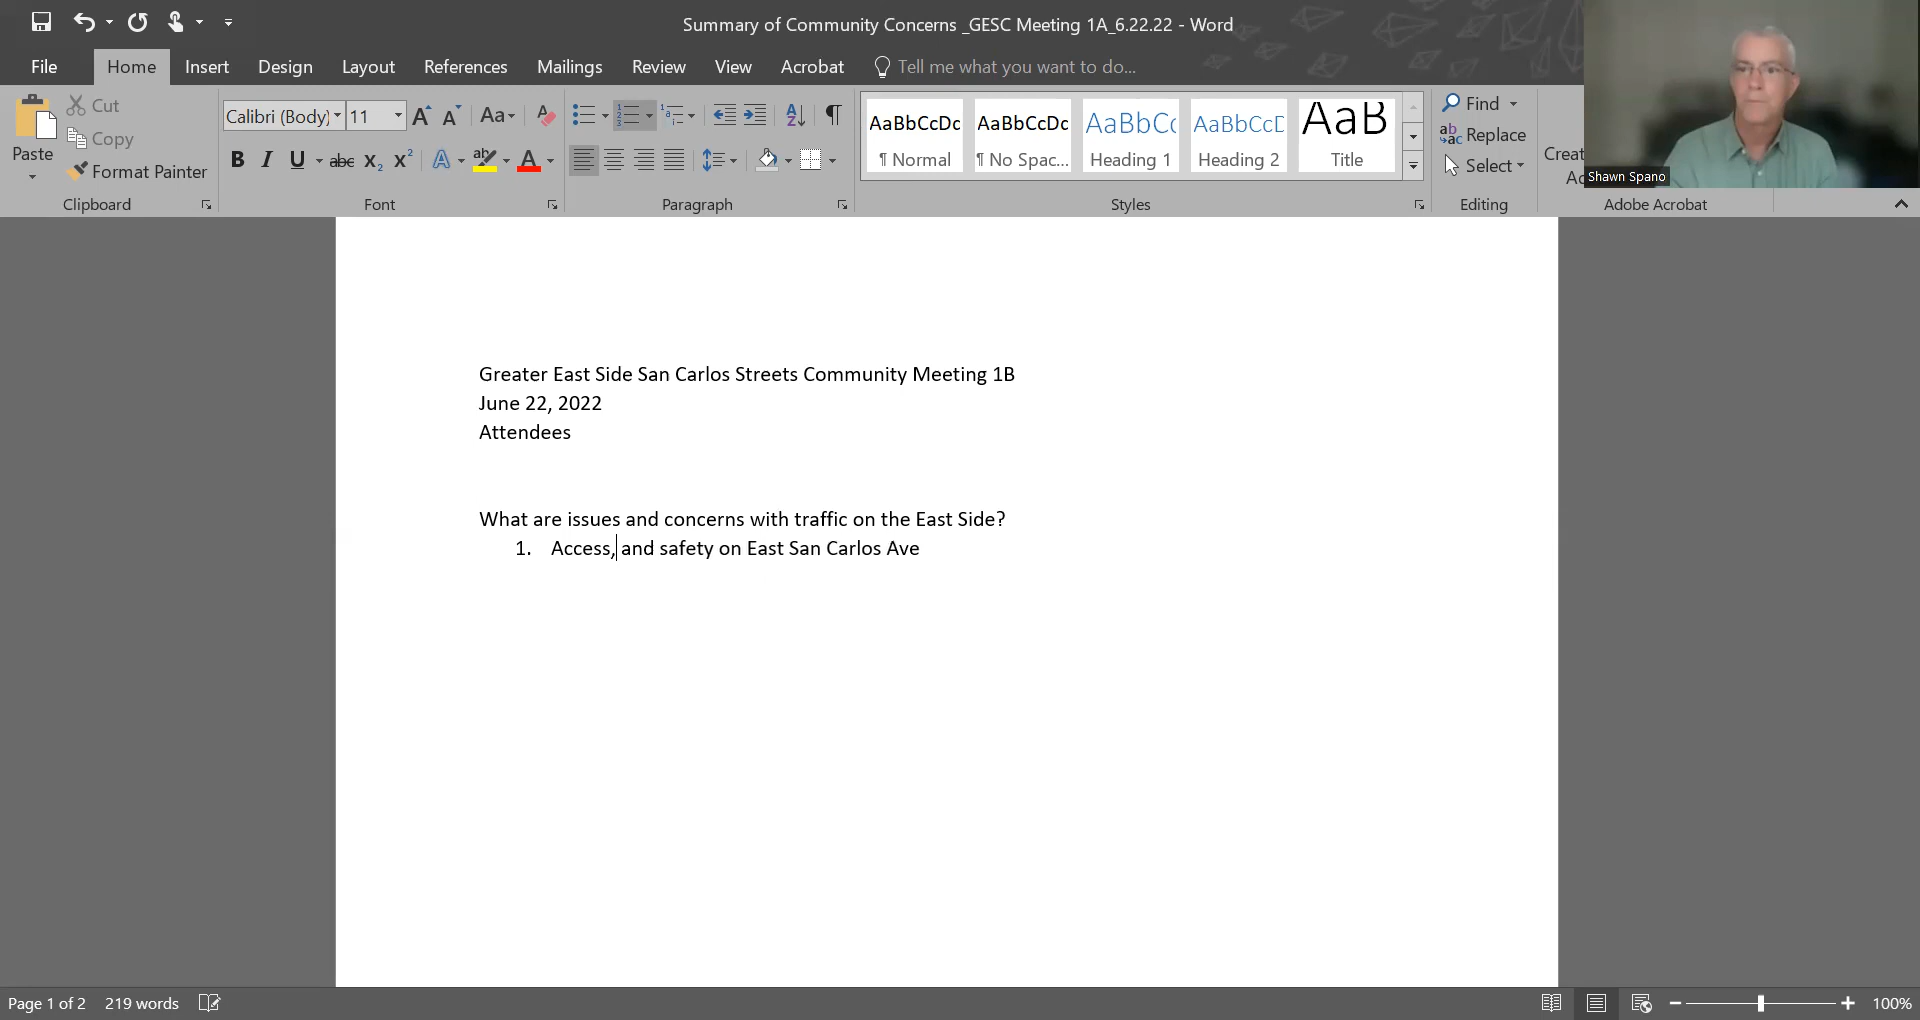 Summary of Community Concerns _GESC Meeting 1A_6.22.22 - Word
File Home Insert Design Layout References Mailings Review View Acrobat Tell me what you want to do...
Paste
Cut
Copy
Format Painter
Clipboard
Calibri (Body) 11
Font
Paragraph
AaBbCcDc AaBbCcDc AaBbCc AaBbCcD AaB
¶ Normal ¶ No Spac... Heading 1 Heading 2 Title
Styles
Find
Replace
Select
Editing
Creat
Ac
Adobe Acrobat
Shawn Spano
Greater East Side San Carlos Streets Community Meeting 1B
June 22, 2022
Attendees
What are issues and concerns with traffic on the East Side?
1. Access, and safety on East San Carlos Ave
Page 1 of 2 219 words
100%